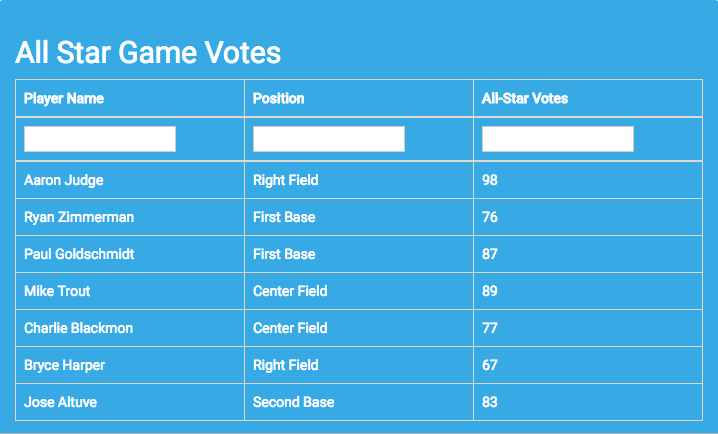 All Star Game Votes
Player Name Position All-Star Votes
Aaron Judge Right Field 98
Ryan Zimmerman First Base 76
Paul Goldschmidt First Base 87
Mike Trout Center Field 89
Charlie Blackmon Center Field 77
Bryce Harper Right Field 67
Jose Altuve Second Base 83